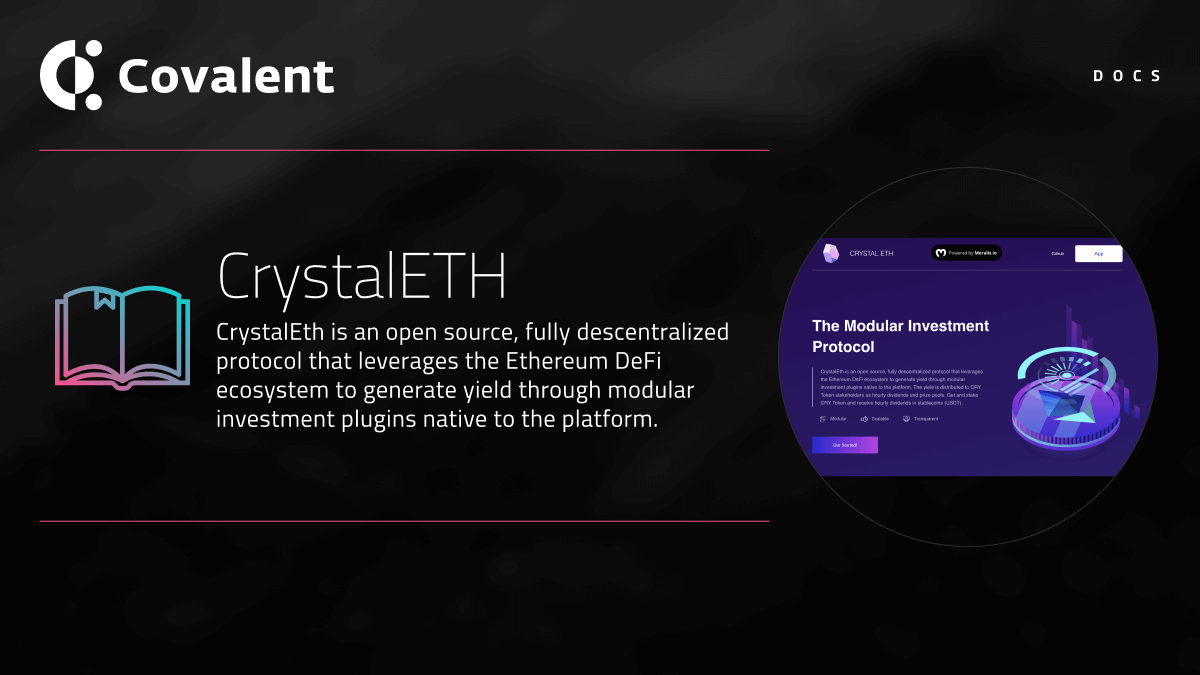 Covalent
DOCS
CrystalETH
CrystalEth is an open source, fully descentralized
protocol that leverages the Ethereum DeFi
ecosystem to generate yield through modular
investment plugins native to the platform.
CRYSTAL ETH
Powered by Moralis.io
Github
App
The Modular Investment
Protocol
CrystalEth is an open source, fully descentralized protocol that leverages
the Ethereum DeFi ecosystem to generate yield through modular
investment plugins native to the platform. The yield is distributed to CRY
Token stakeholders as hourly dividends and prize pools. Get and stake
CRY Token and receive hourly dividends in stablecoins (USDT).
Modular
Scalable
Transparent
Get Started!